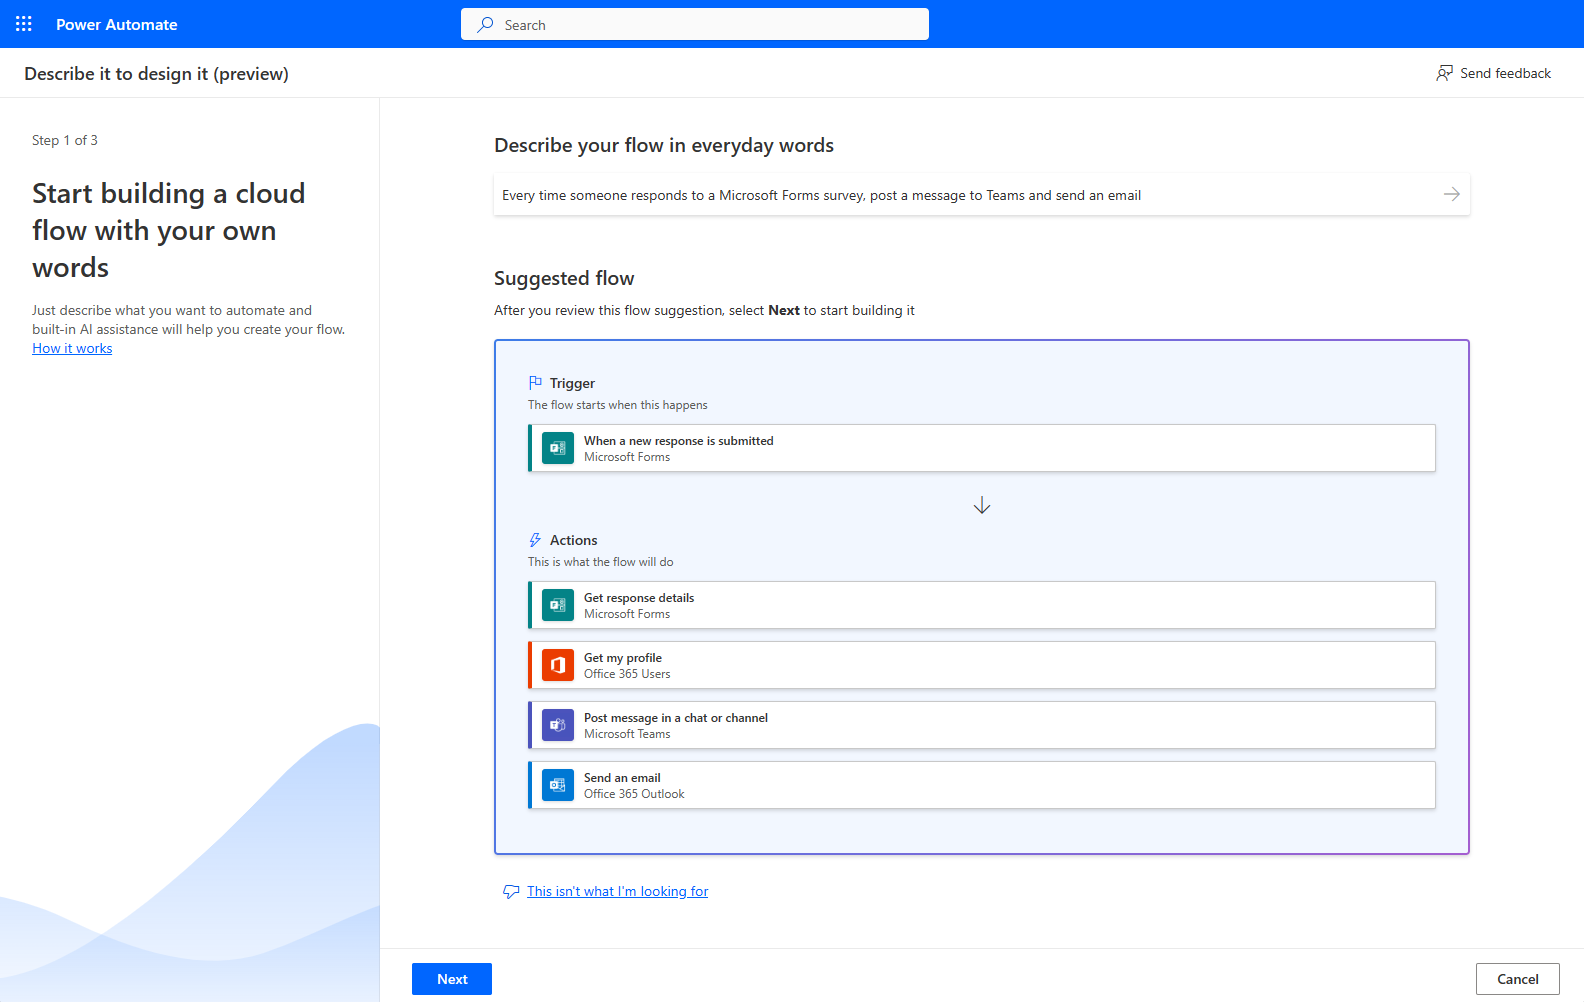 Power Automate
Search
Describe it to design it (preview)
Send feedback
Step 1 of 3
Start building a cloud
flow with your own
words
Just describe what you want to automate and
built-in AI assistance will help you create your flow.
How it works
Describe your flow in everyday words
Every time someone responds to a Microsoft Forms survey, post a message to Teams and send an email
Suggested flow
After you review this flow suggestion, select Next to start building it
Trigger
The flow starts when this happens
When a new response is submitted
Microsoft Forms
Actions
This is what the flow will do
Get response details
Microsoft Forms
Get my profile
Office 365 Users
Post message in a chat or channel
Microsoft Teams
Send an email
Office 365 Outlook
This isn't what I'm looking for
Next
Cancel